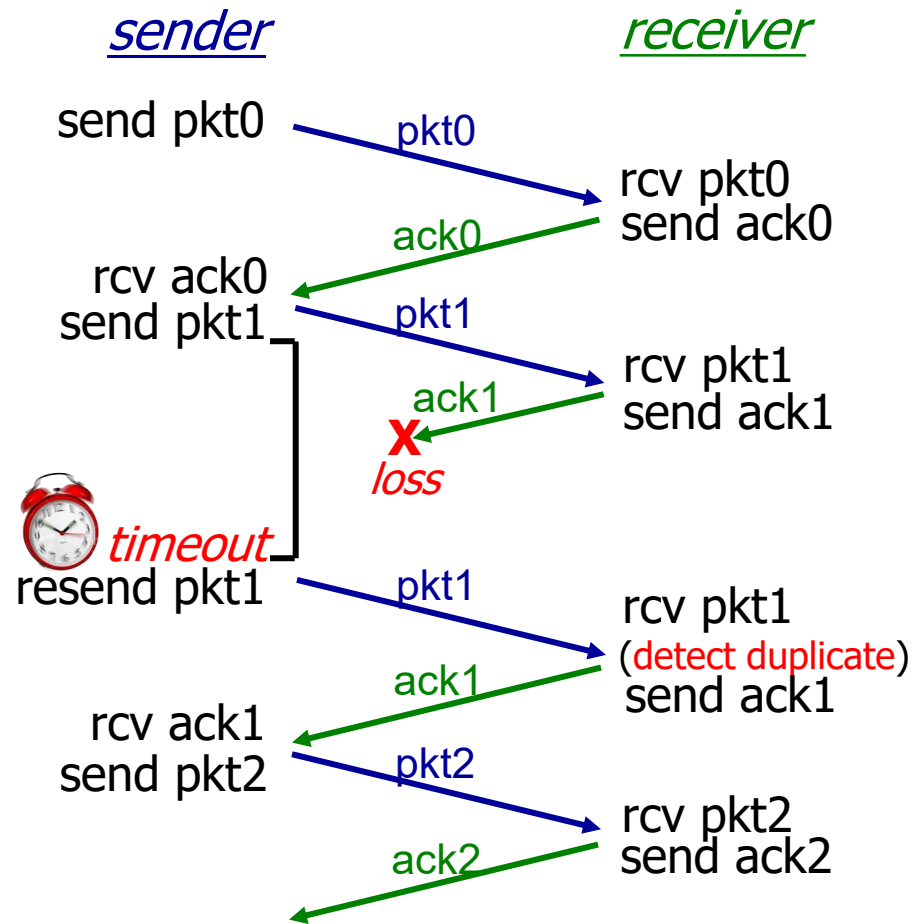 sender
receiver
send pkt0
pkt0
rcv pkt0
send ack0
ack0
rcv ack0
send pkt1
pkt1
rcv pkt1
send ack1
ack1
X
loss
timeout
resend pkt1
pkt1
rcv pkt1
(detect duplicate)
send ack1
ack1
rcv ack1
send pkt2
pkt2
rcv pkt2
send ack2
ack2